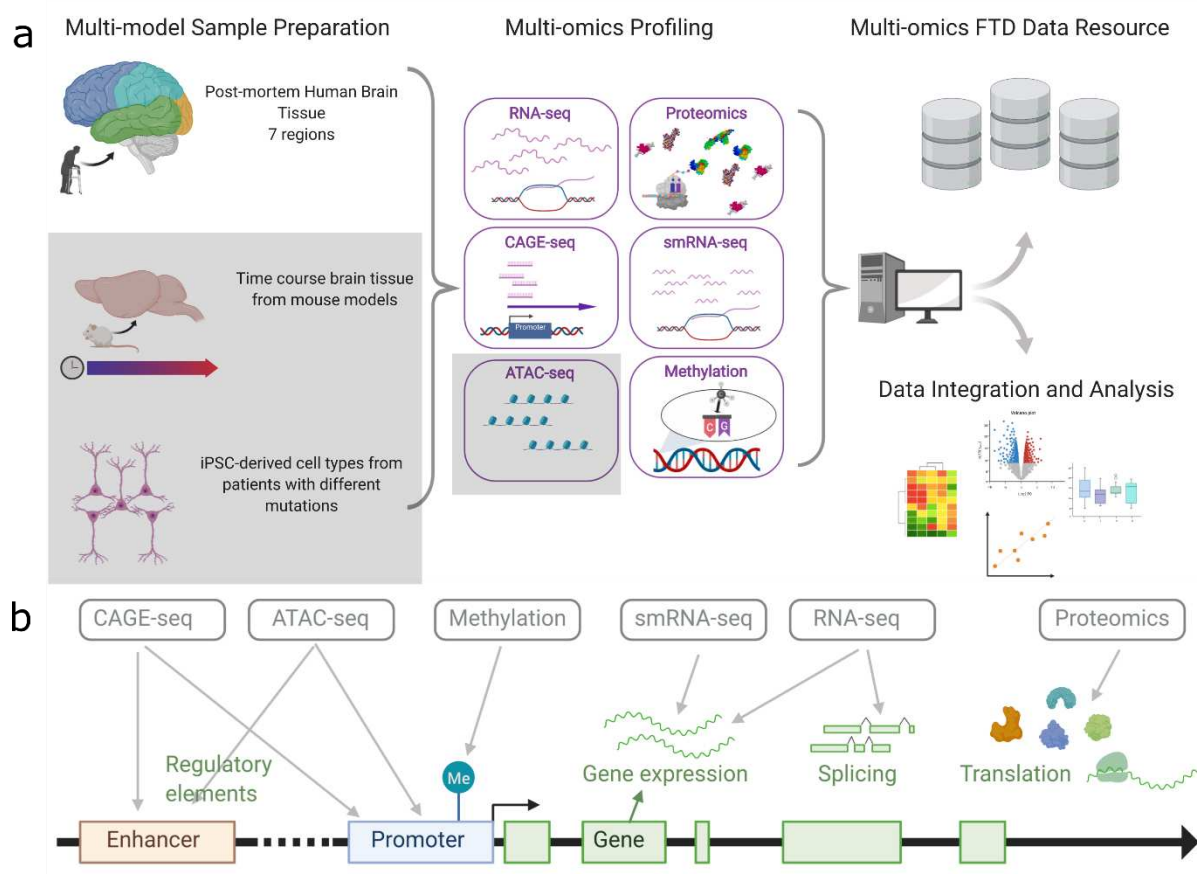 a
Multi-model Sample Preparation
Multi-omics Profiling
Multi-omics FTD Data Resource
Post-mortem Human Brain
Tissue
7 regions
Time course brain tissue
from mouse models
iPSC-derived cell types from
patients with different
mutations
RNA-seq
Proteomics
CAGE-seq
Promoter
smRNA-seq
ATAC-seq
Methylation
C G
Data Integration and Analysis
Volcano plot
b
CAGE-seq
ATAC-seq
Methylation
smRNA-seq
RNA-seq
Proteomics
Regulatory
elements
Me
Gene expression
Splicing
Translation
Enhancer
Promoter
Gene